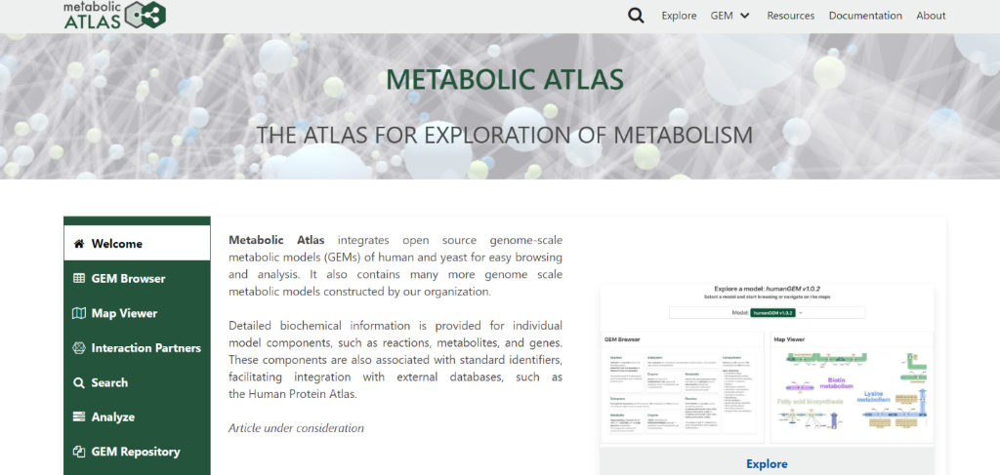 metabolic
ATLAS
Explore
GEM
Resources
Documentation
About
METABOLIC ATLAS
THE ATLAS FOR EXPLORATION OF METABOLISM
Welcome
GEM Browser
Map Viewer
Interaction Partners
Search
Analyze
GEM Repository
Metabolic Atlas integrates open source genome-scale
metabolic models (GEMs) of human and yeast for easy browsing
and analysis. It also contains many more genome scale
metabolic models constructed by our organization.
Detailed biochemical information is provided for individual
model components, such as reactions, metabolites, and genes.
These components are also associated with standard identifiers,
facilitating integration with external databases, such as
the Human Protein Atlas.
Article under consideration
Explore a model: humanGEM v1.0.2
Select a model and start browsing or navigate on the maps
Model: humanGEM v1.0.2
GEM Browser
Map Viewer
Biotin
metabolism
Fatty acid biosynthesis
Lysine
metabolism
Explore